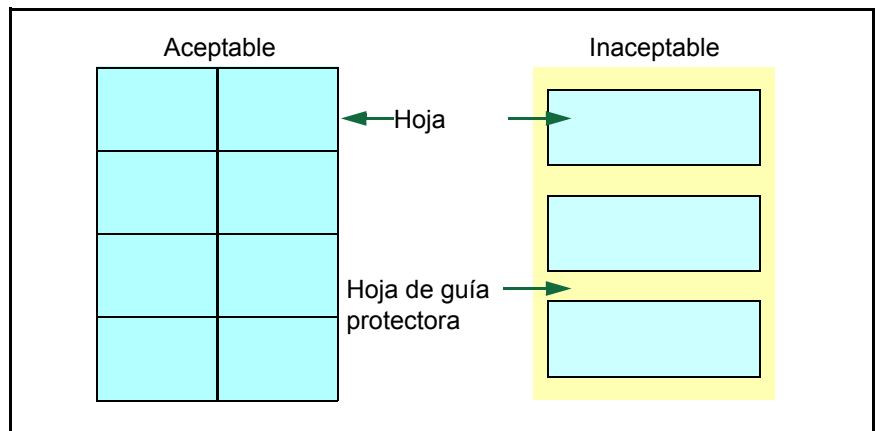 Aceptable
Inaceptable
Hoja
Hoja de guía
protectora